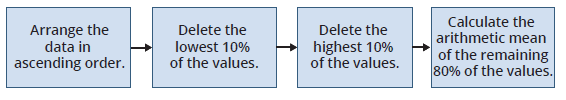 Arrange the
data in
ascending order.
Delete the
lowest 10%
of the values.
Delete the
highest 10%
of the values.
Calculate the
arithmetic mean
of the remaining
80% of the values.